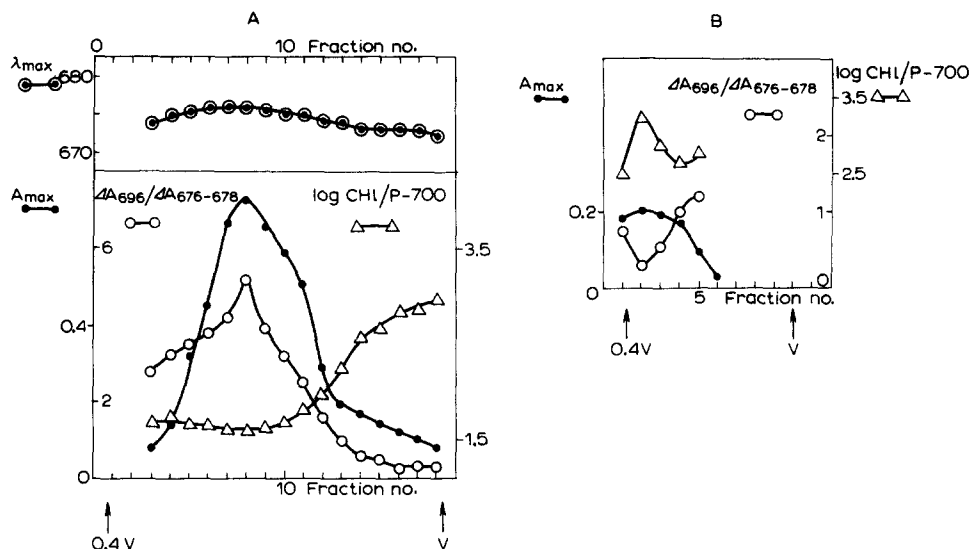 A
B
0 10 Fraction no.
λmax
680
670
Amax
ΔA696/ΔA676-678
log CHl/P-700
6
0,4
2
0
3.5
1.5
10 Fraction no.
0.4V
V
Amax
ΔA696/ΔA676-678
log CHl/P-700
3.5
2
2.5
1
0
0.2
0
5
Fraction no.
0.4V
V